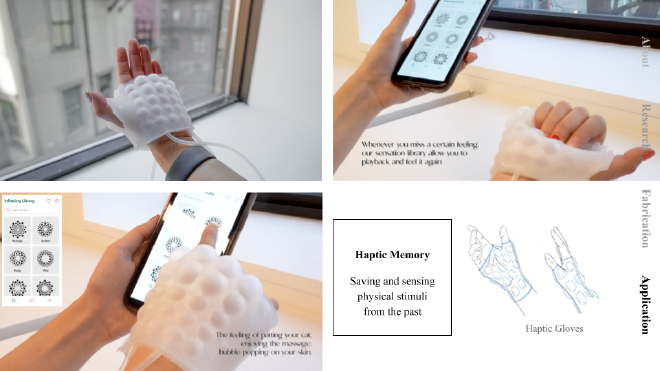 About
Research
Whenever you miss a certain feeling,
our sensation library allow you to
playback and feel it again
Inflating Library
The feeling of patting your cat,
enjoying the massage,
bubble popping on your skin.
Haptic Memory
Saving and sensing
physical stimuli
from the past
Haptic Gloves
Fabrication
Application